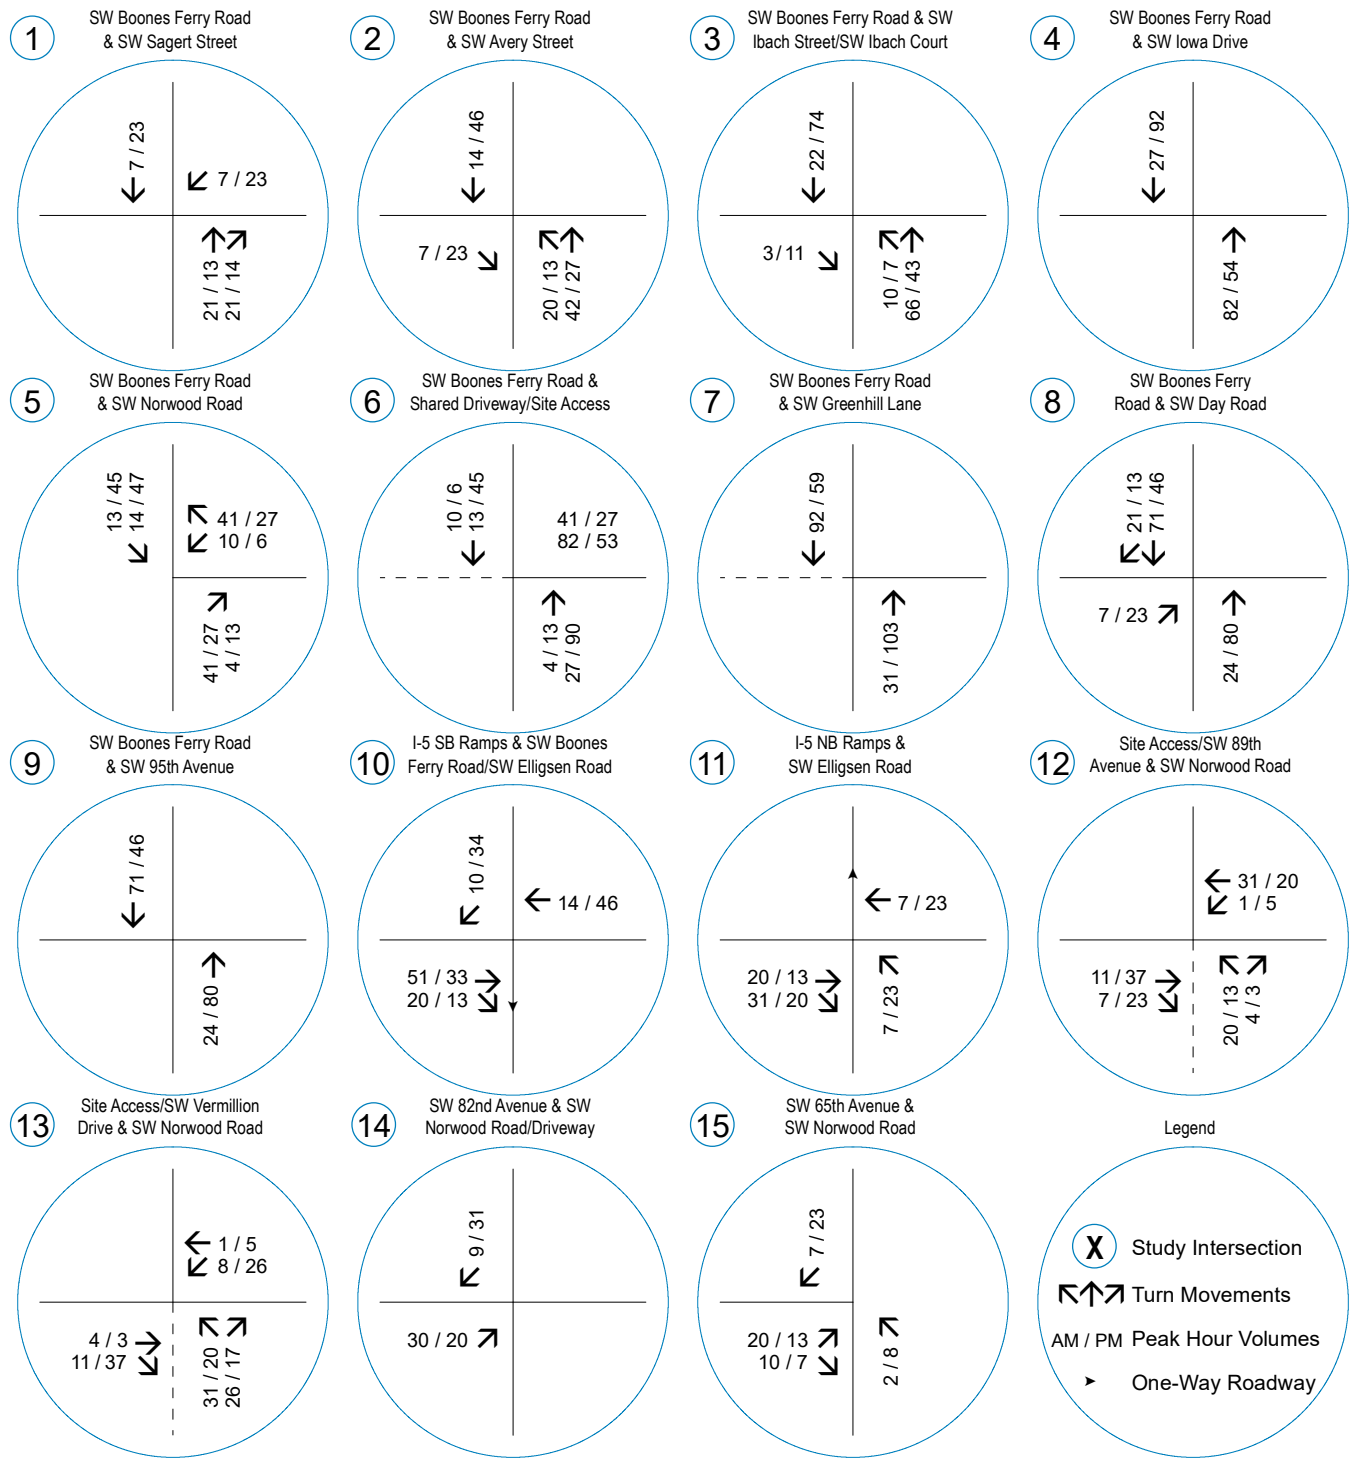 1
SW Boones Ferry Road
& SW Sagert Street
7 / 23
7 / 23
21 / 13
21 / 14
2
SW Boones Ferry Road
& SW Avery Street
14 / 46
7 / 23
20 / 13
42 / 27
3
SW Boones Ferry Road & SW
Ibach Street/SW Ibach Court
22 / 74
3 / 11
10 / 7
66 / 43
4
SW Boones Ferry Road
& SW Iowa Drive
27 / 92
82 / 54
5
SW Boones Ferry Road
& SW Norwood Road
13 / 45
14 / 47
41 / 27
10 / 6
41 / 27
4 / 13
6
SW Boones Ferry Road &
Shared Driveway/Site Access
10 / 6
13 / 45
41 / 27
82 / 53
4 / 13
27 / 90
7
SW Boones Ferry Road
& SW Greenhill Lane
92 / 59
31 / 103
8
SW Boones Ferry
Road & SW Day Road
21 / 13
71 / 46
7 / 23
24 / 80
9
SW Boones Ferry Road
& SW 95th Avenue
71 / 46
24 / 80
10
I-5 SB Ramps & SW Boones
Ferry Road/SW Elligsen Road
10 / 34
14 / 46
51 / 33
20 / 13
11
I-5 NB Ramps &
SW Elligsen Road
7 / 23
20 / 13
31 / 20
7 / 23
12
Site Access/SW 89th
Avenue & SW Norwood Road
31 / 20
1 / 5
11 / 37
7 / 23
20 / 13
4 / 3
13
Site Access/SW Vermillion
Drive & SW Norwood Road
1 / 5
8 / 26
4 / 3
11 / 37
31 / 20
26 / 17
14
SW 82nd Avenue & SW
Norwood Road/Driveway
9 / 31
30 / 20
15
SW 65th Avenue &
SW Norwood Road
7 / 23
20 / 13
10 / 7
2 / 8
Legend
X Study Intersection
Turn Movements
AM / PM Peak Hour Volumes
One-Way Roadway